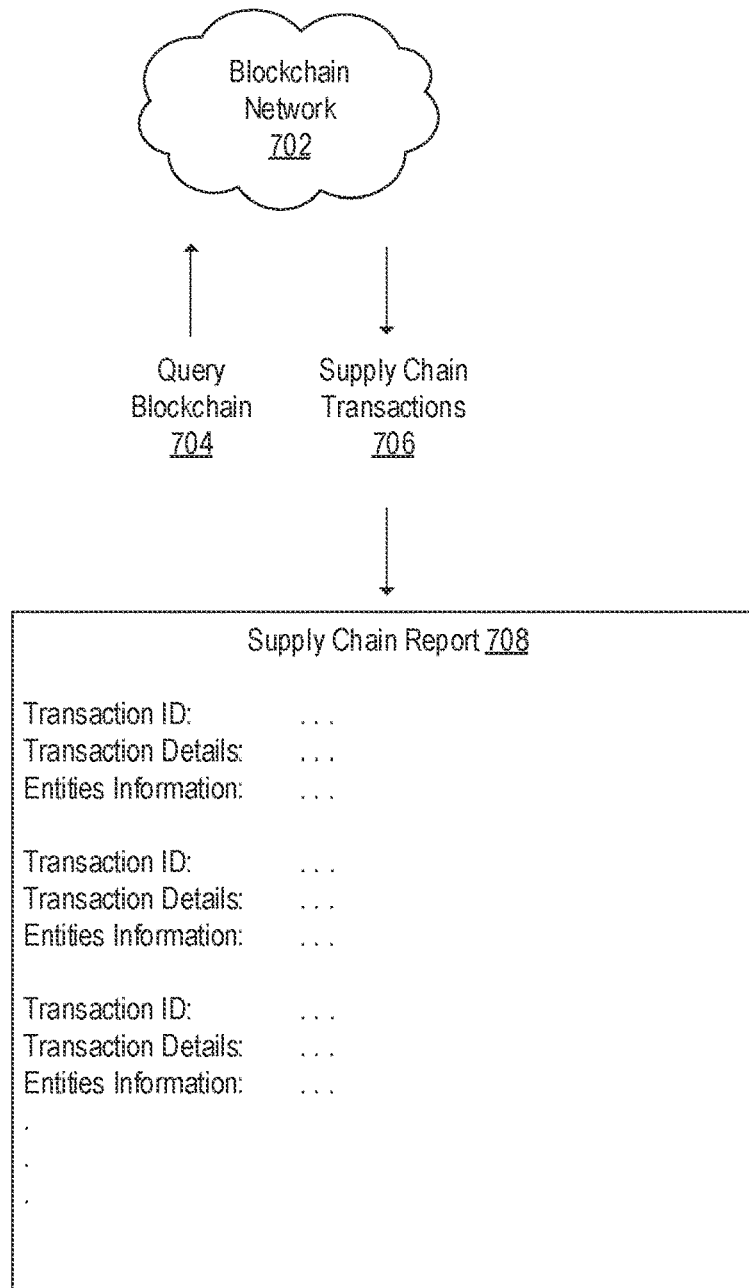 Blockchain
Network
702
Query
Blockchain
704
Supply Chain
Transactions
706
Supply Chain Report 708
Transaction ID: . . .
Transaction Details: . . .
Entities Information: . . .
Transaction ID: . . .
Transaction Details: . . .
Entities Information: . . .
Transaction ID: . . .
Transaction Details: . . .
Entities Information: . . .
.
.
.